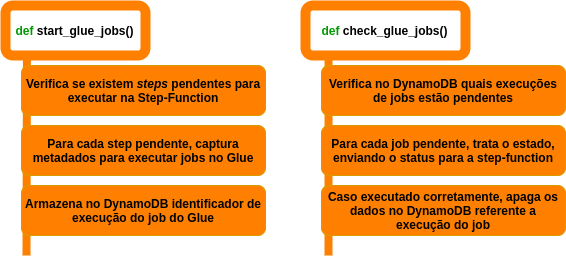 def start_glue_jobs()
Verifica se existem steps pendentes para
executar na Step-Function
Para cada step pendente, captura
metadados para executar jobs no Glue
Armazena no DynamoDB identificador de
execução do job do Glue
def check_glue_jobs()
Verifica no DynamoDB quais execuções
de jobs estão pendentes
Para cada job pendente, trata o estado,
enviando o status para a step-function
Caso executado corretamente, apaga os
dados no DynamoDB referente a
execução do job